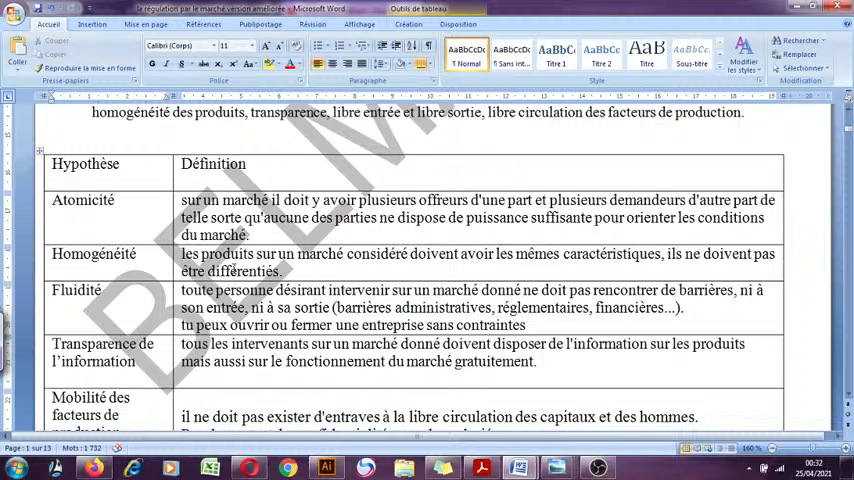 la régulation par le marché version améliorée - Microsoft Word
Outils de tableau
Accueil Insertion Mise en page Références Publipostage Révision Affichage Création Disposition
Couper
Copier
Reproduire la mise en forme
Coller
Calibri (Corps) 11
AaBbCcDc AaBbCcDc AaBbC AaBbCc AaB AaBbCcI
¶ Normal ¶ Sans int... Titre 1 Titre 2 Titre Sous-titre
Modifier les styles
Rechercher
Remplacer
Sélectionner
Presse-papiers Police Paragraphe Style Modification
homogénéité des produits, transparence, libre entrée et libre sortie, libre circulation des facteurs de production.
Hypothèse Définition
Atomicité
sur un marché il doit y avoir plusieurs offreurs d'une part et plusieurs demandeurs d'autre part de
telle sorte qu'aucune des parties ne dispose de puissance suffisante pour orienter les conditions
du marché.
Homogénéité
les produits sur un marché considéré doivent avoir les mêmes caractéristiques, ils ne doivent pas
être différentiés.
Fluidité
toute personne désirant intervenir sur un marché donné ne doit pas rencontrer de barrières, ni à
son entrée, ni à sa sortie (barrières administratives, réglementaires, financières...).
tu peux ouvrir ou fermer une entreprise sans contraintes
Transparence de
l'information
tous les intervenants sur un marché donné doivent disposer de l'information sur les produits
mais aussi sur le fonctionnement du marché gratuitement.
Mobilité des
facteurs de
production
il ne doit pas exister d'entraves à la libre circulation des capitaux et des hommes.
BELM
Page : 1 sur 13 Mots : 1 732 160 %
00:32
25/04/2021